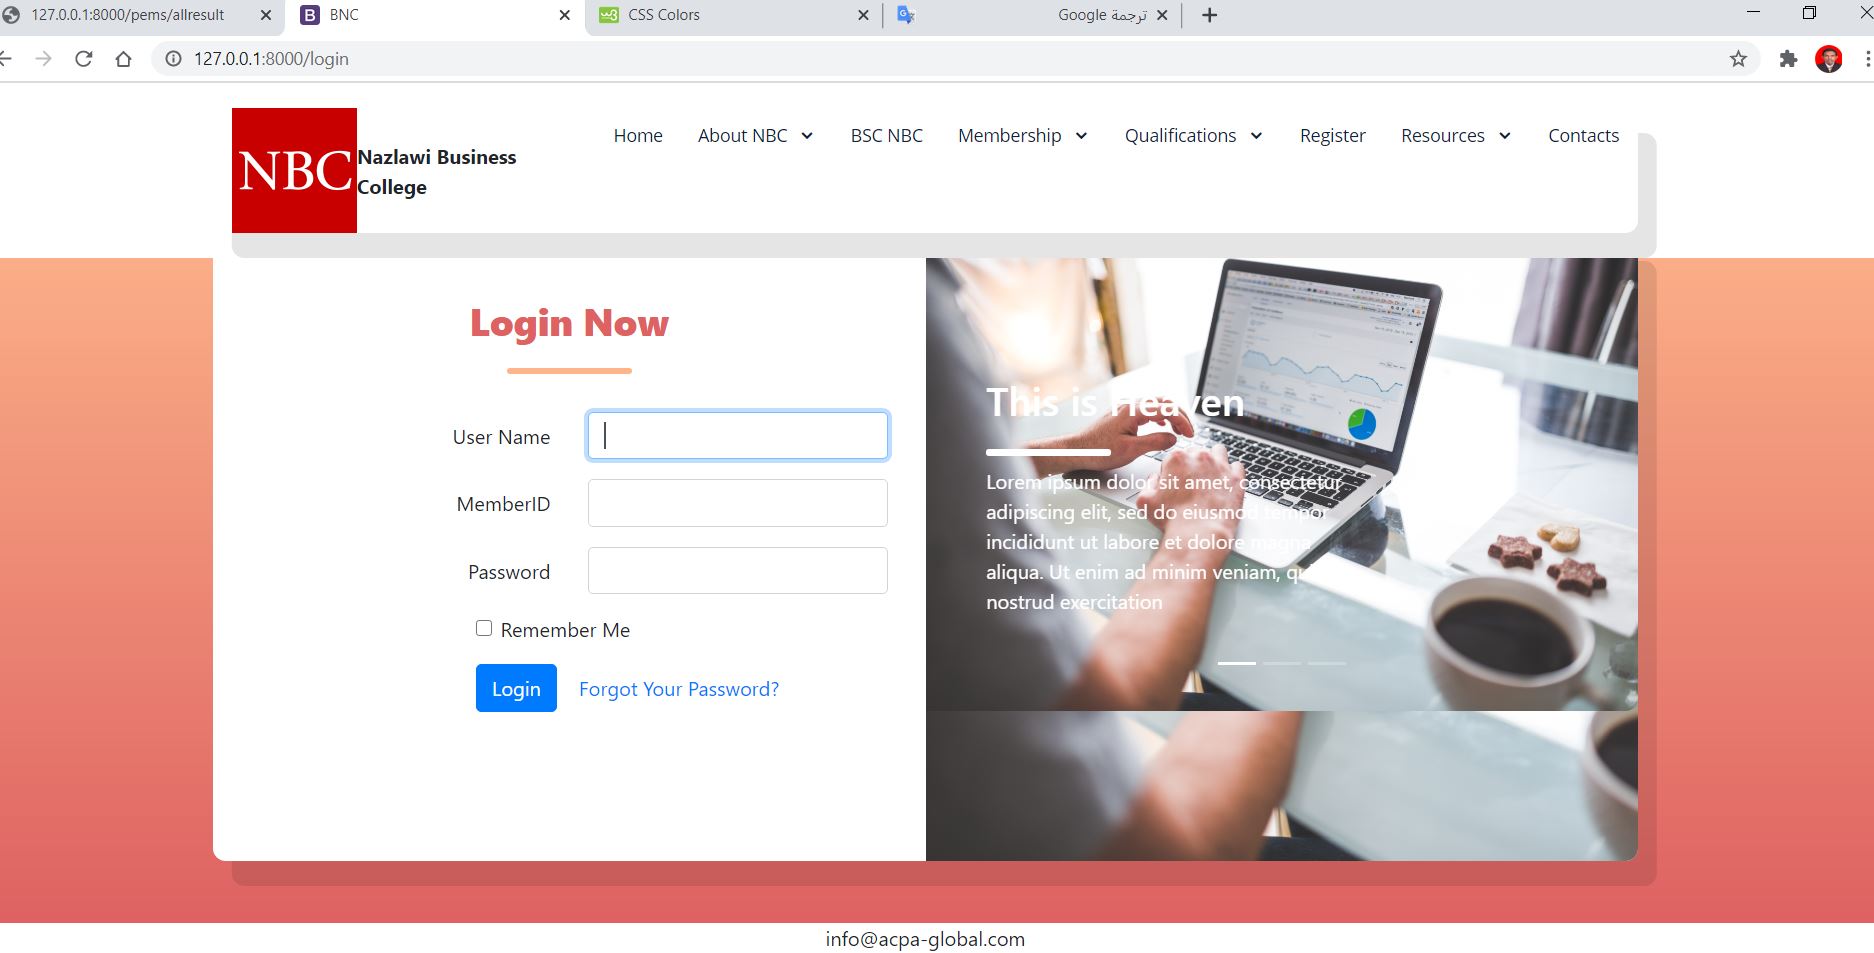 127.0.0.1:8000/pems/allresult
BNC
CSS Colors
ترجمة Google
127.0.0.1:8000/login
NBC
Nazlawi Business
College
Home
About NBC
BSC NBC
Membership
Qualifications
Register
Resources
Contacts
Login Now
User Name
MemberID
Password
Remember Me
Login
Forgot Your Password?
This is Heaven
Lorem ipsum dolor sit amet, consectetur
adipiscing elit, sed do eiusmod tempor
incididunt ut labore et dolore magna
aliqua. Ut enim ad minim veniam,
nostrud exercitation
info@acpa-global.com